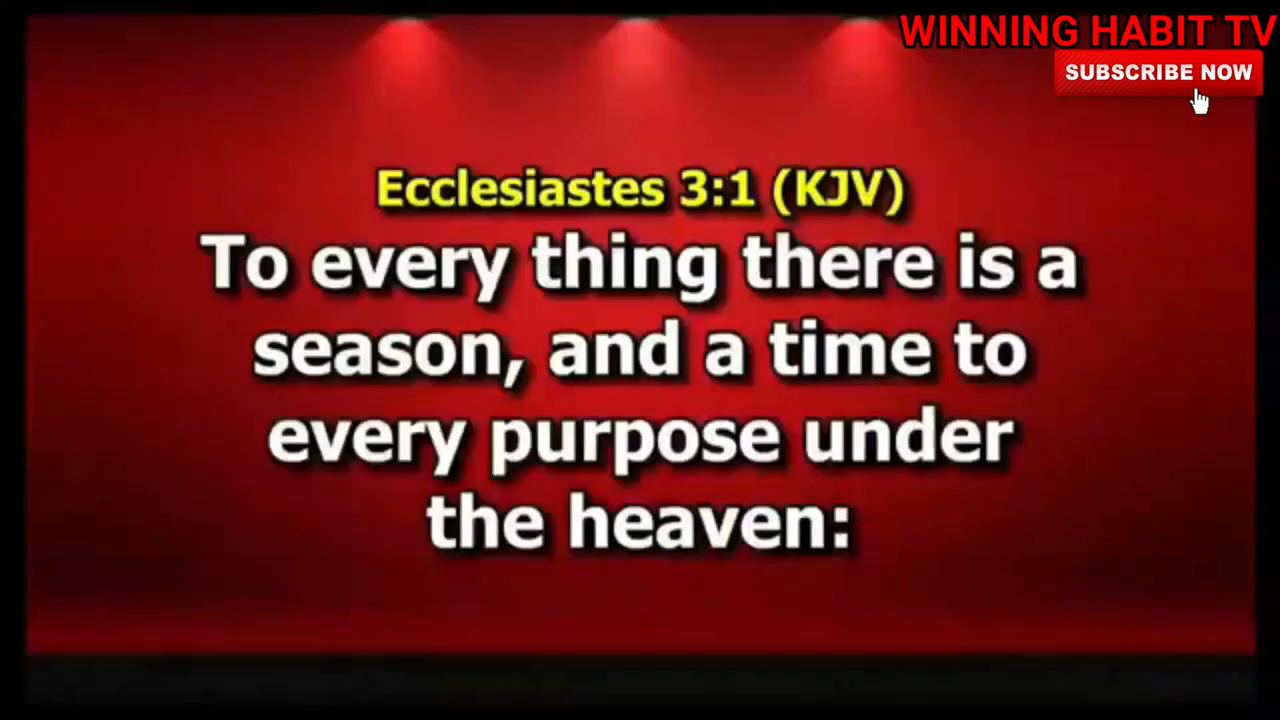 WINNING HABIT TV
SUBSCRIBE NOW
Ecclesiastes 3:1 (KJV)
To every thing there is a
season, and a time to
every purpose under
the heaven: